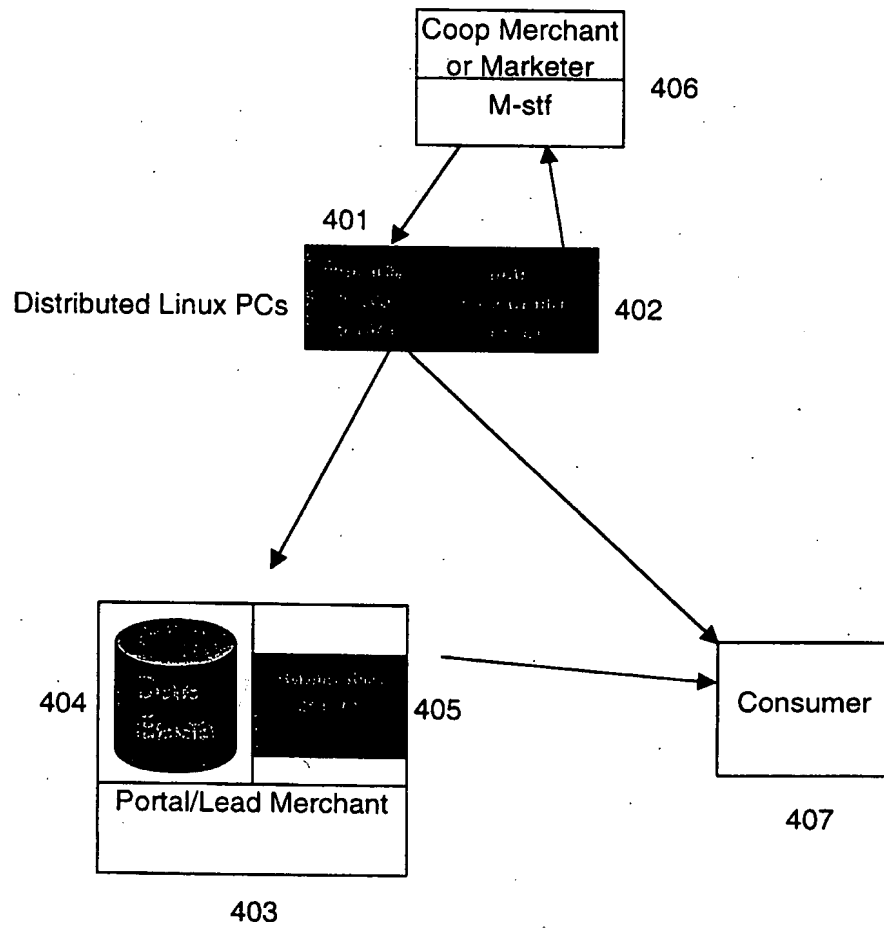 Coop Merchant
or Marketer
M-stf
406
401
Distributed Linux PCs
402
404
405
Portal/Lead Merchant
403
Consumer
407